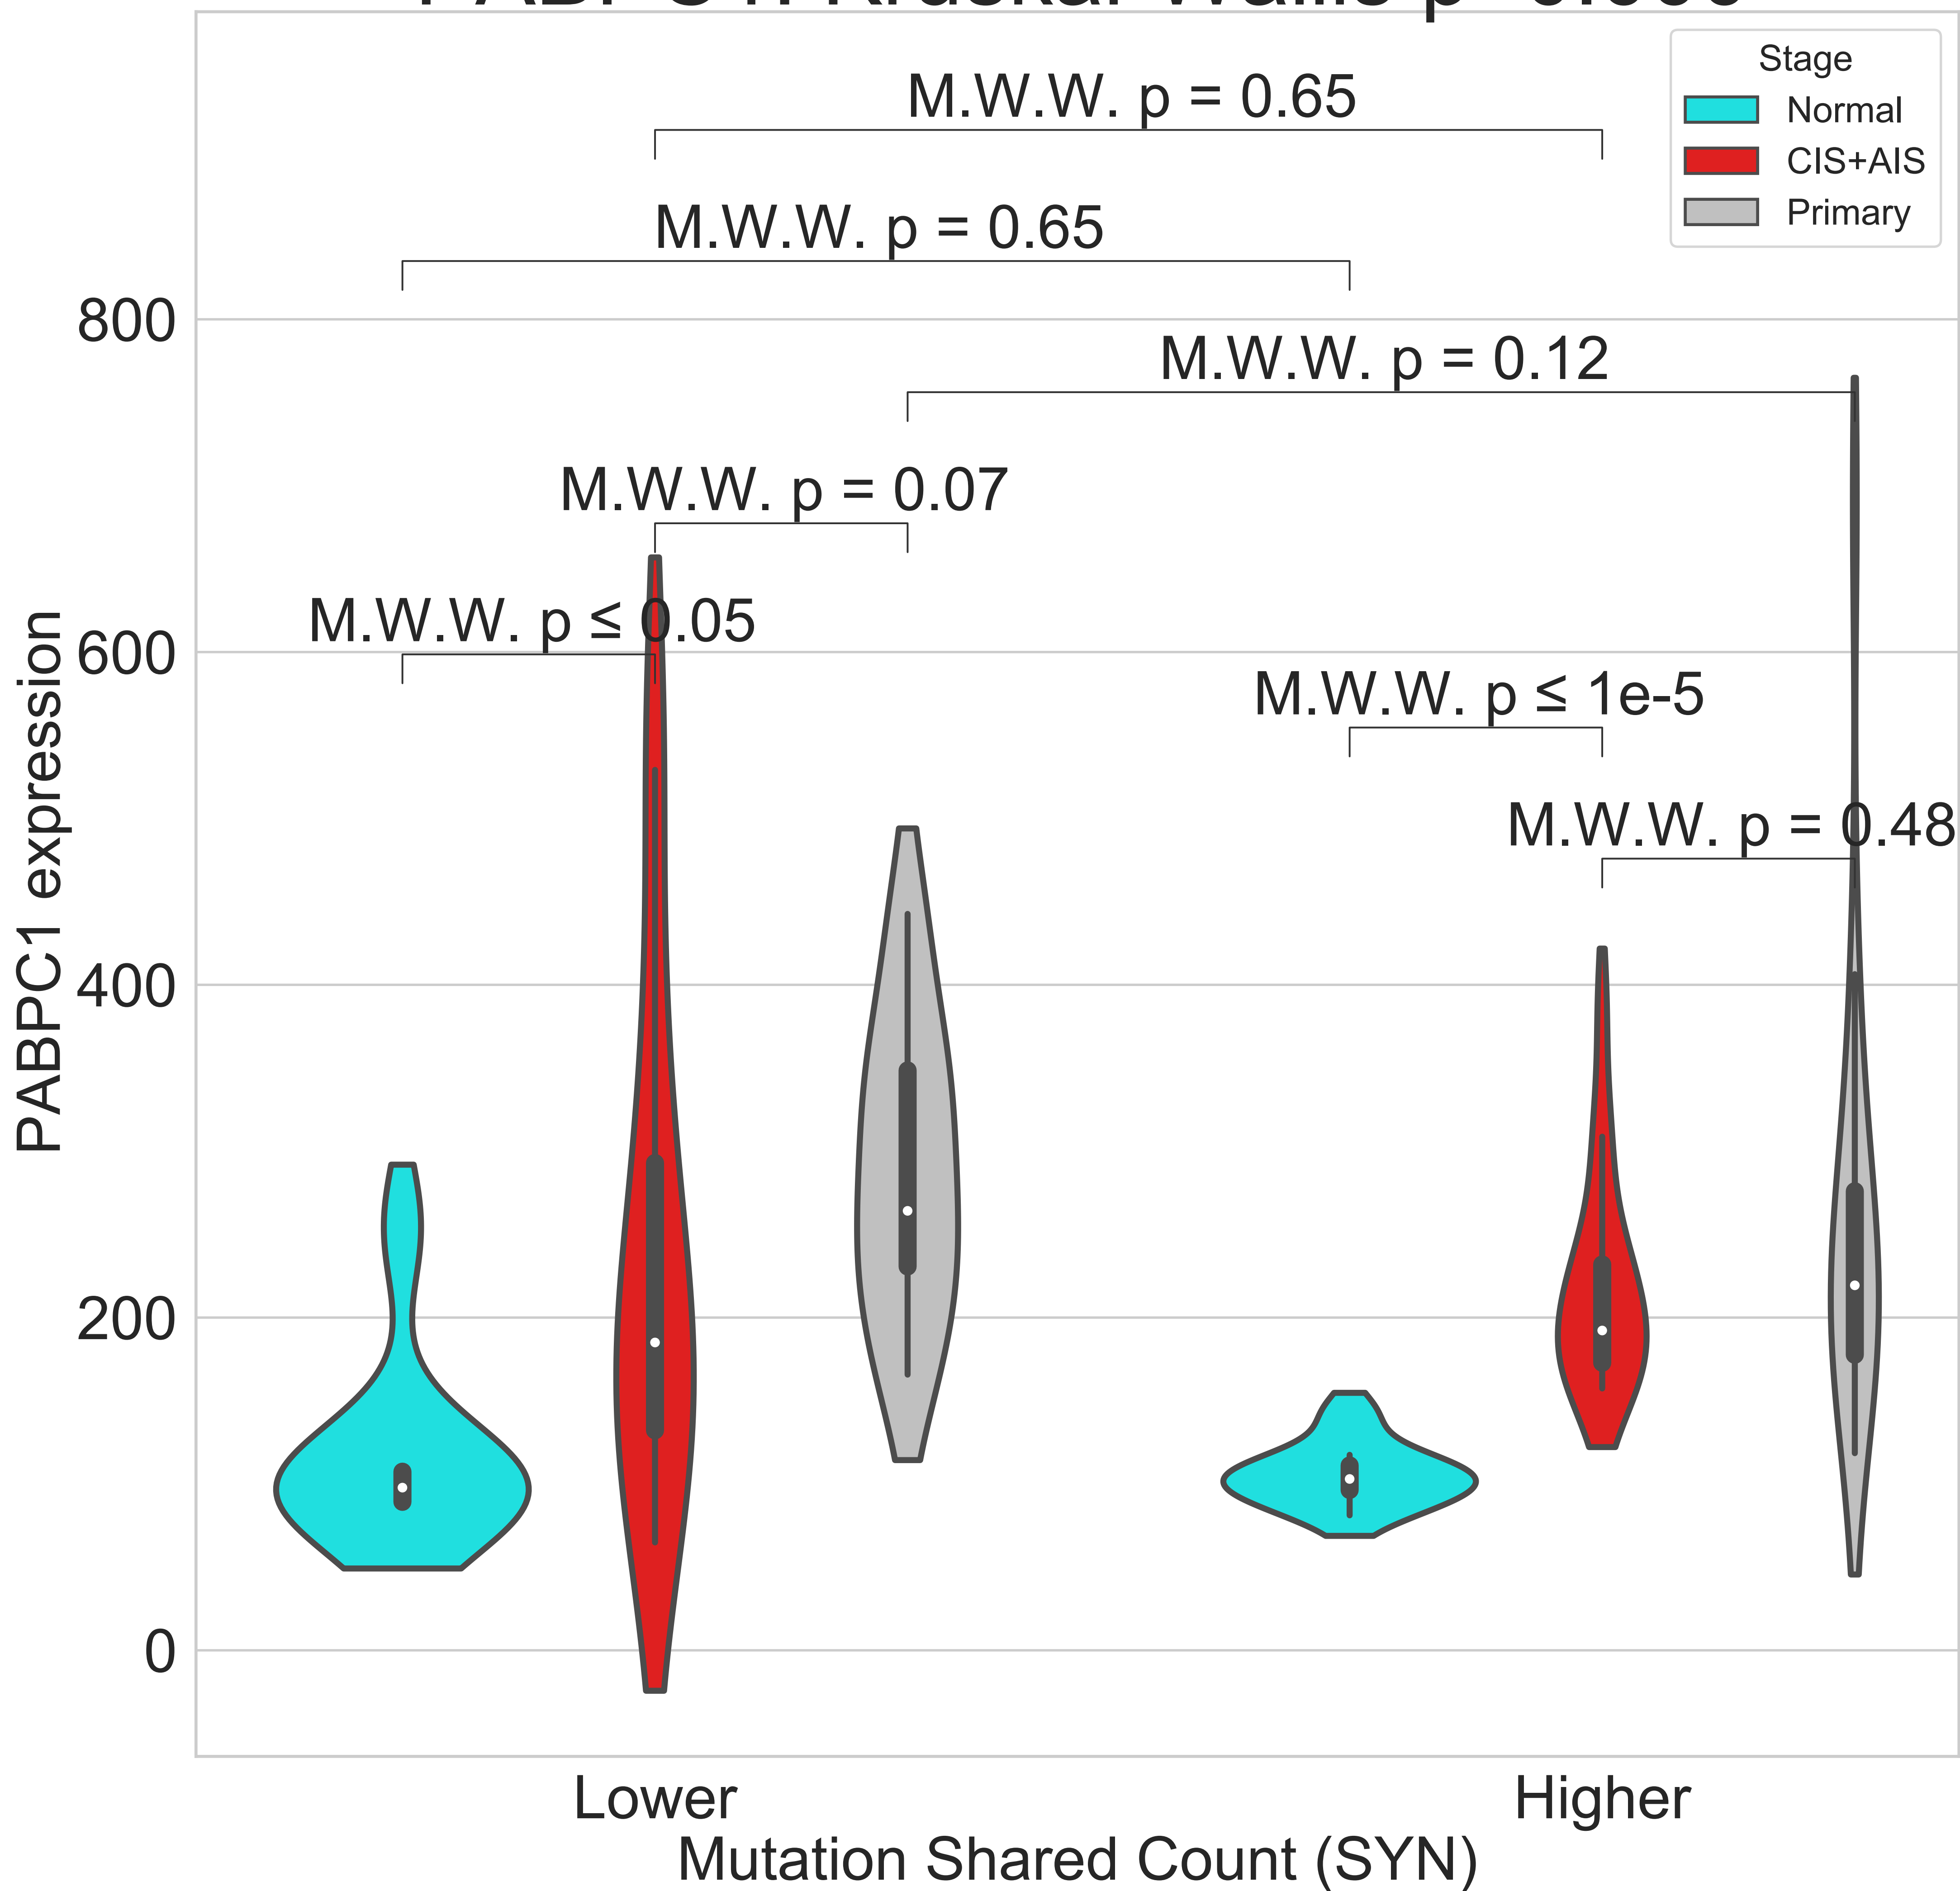 Stage
Normal
CIS+AIS
Primary
M.W.W. p = 0.65
M.W.W. p = 0.65
M.W.W. p = 0.12
M.W.W. p = 0.07
M.W.W. p ≤ 0.05
M.W.W. p ≤ 1e-5
M.W.W. p = 0.48
800
600
400
200
0
PABPC1 expression
Lower
Higher
Mutation Shared Count (SYN)